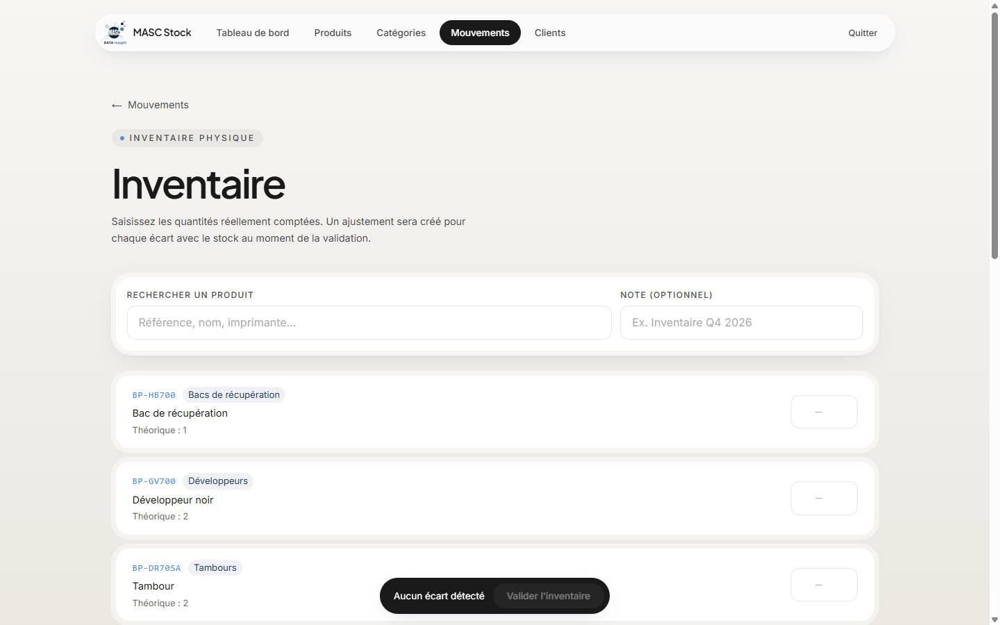 MASC
DATA Insight
MASC Stock
Tableau de bord
Produits
Catégories
Mouvements
Clients
Quitter
← Mouvements
INVENTAIRE PHYSIQUE
Inventaire
Saisissez les quantités réellement comptées. Un ajustement sera créé pour
chaque écart avec le stock au moment de la validation.
RECHERCHER UN PRODUIT
Référence, nom, imprimante...
NOTE (OPTIONNEL)
Ex. Inventaire Q4 2026
BP-HB700 Bacs de récupération
Bac de récupération
Théorique : 1
—
BP-GV700 Développeurs
Développeur noir
Théorique : 2
—
BP-DR70SA Tambours
Tambour
Théorique : 2
—
Aucun écart détecté
Valider l'inventaire